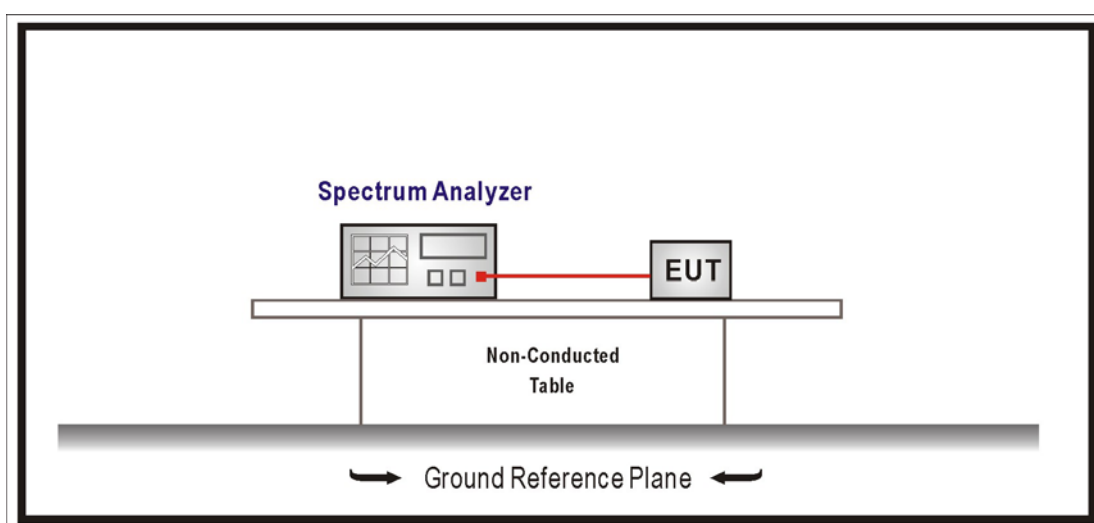 Spectrum Analyzer
EUT
Non-Conducted
Table
Ground Reference Plane